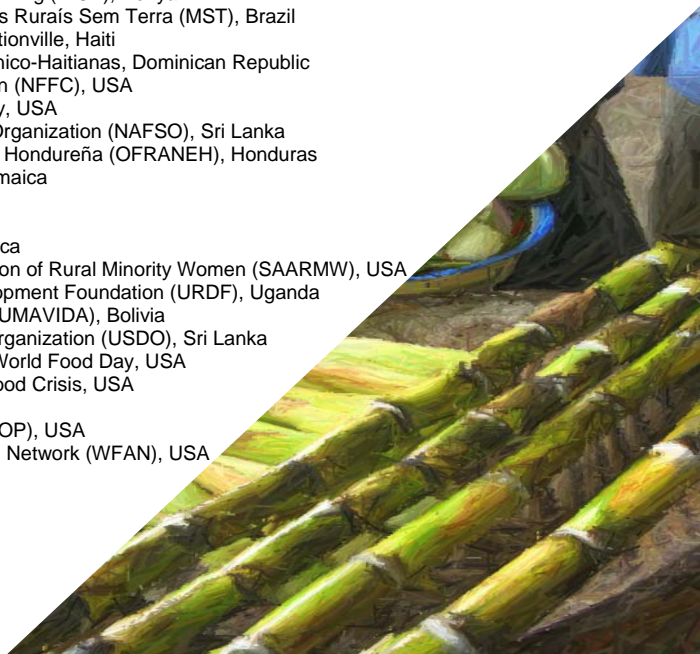 s Ruraís Sem Terra (MST), Brazil
tionville, Haiti
nico-Haitianas, Dominican Republic
n (NFFC), USA
y, USA
Organization (NAFSO), Sri Lanka
Hondureña (OFRANEH), Honduras
maica
ca
on of Rural Minority Women (SAARMW), USA
opment Foundation (URDF), Uganda
UMAVIDA), Bolivia
rganization (USDO), Sri Lanka
World Food Day, USA
ood Crisis, USA
OP), USA
Network (WFAN), USA